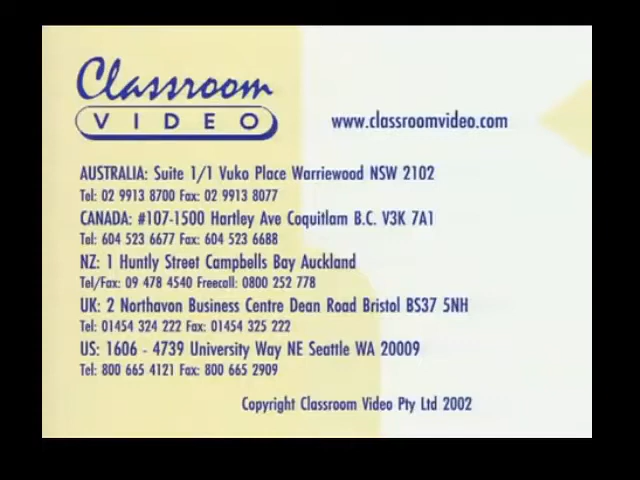 Classroom
VIDEO
www.classroomvideo.com
AUSTRALIA: Suite 1/1 Vuko Place Warriewood NSW 2102
Tel: 02 9913 8700 Fax: 02 9913 8077
CANADA: #107-1500 Hartley Ave Coquitlam B.C. V3K 7A1
Tel: 604 523 6677 Fax: 604 523 6688
NZ: 1 Huntly Street Campbells Bay Auckland
Tel/Fax: 09 478 4540 Freecall: 0800 252 778
UK: 2 Northavon Business Centre Dean Road Bristol BS37 5NH
Tel: 01454 324 222 Fax: 01454 325 222
US: 1606 - 4739 University Way NE Seattle WA 20009
Tel: 800 665 4121 Fax: 800 665 2909
Copyright Classroom Video Pty Ltd 2002